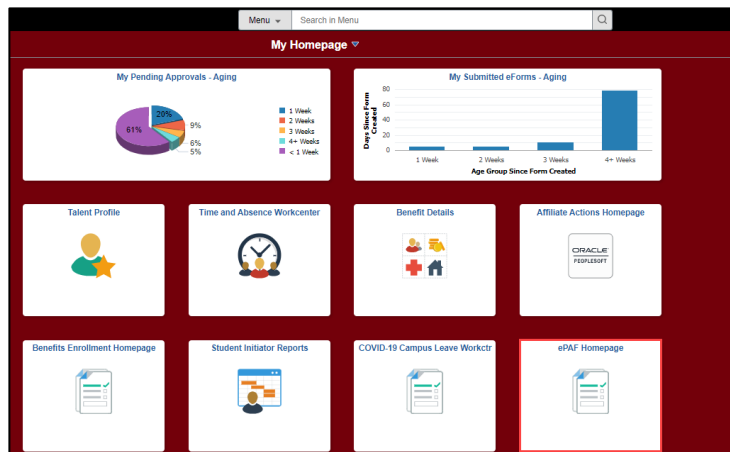 Menu
Search in Menu
My Homepage
My Pending Approvals - Aging
20%
9%
6%
5%
61%
1 Week
2 Weeks
3 Weeks
4+ Weeks
< 1 Week
My Submitted eForms - Aging
Days Since Form
Created
80
60
40
20
0
1 Week
2 Weeks
3 Weeks
4+ Weeks
Age Group Since Form Created
Talent Profile
Time and Absence Workcenter
Benefit Details
Affiliate Actions Homepage
ORACLE
PEOPLESOFT
Benefits Enrollment Homepage
Student Initiator Reports
COVID-19 Campus Leave Workctr
ePAF Homepage